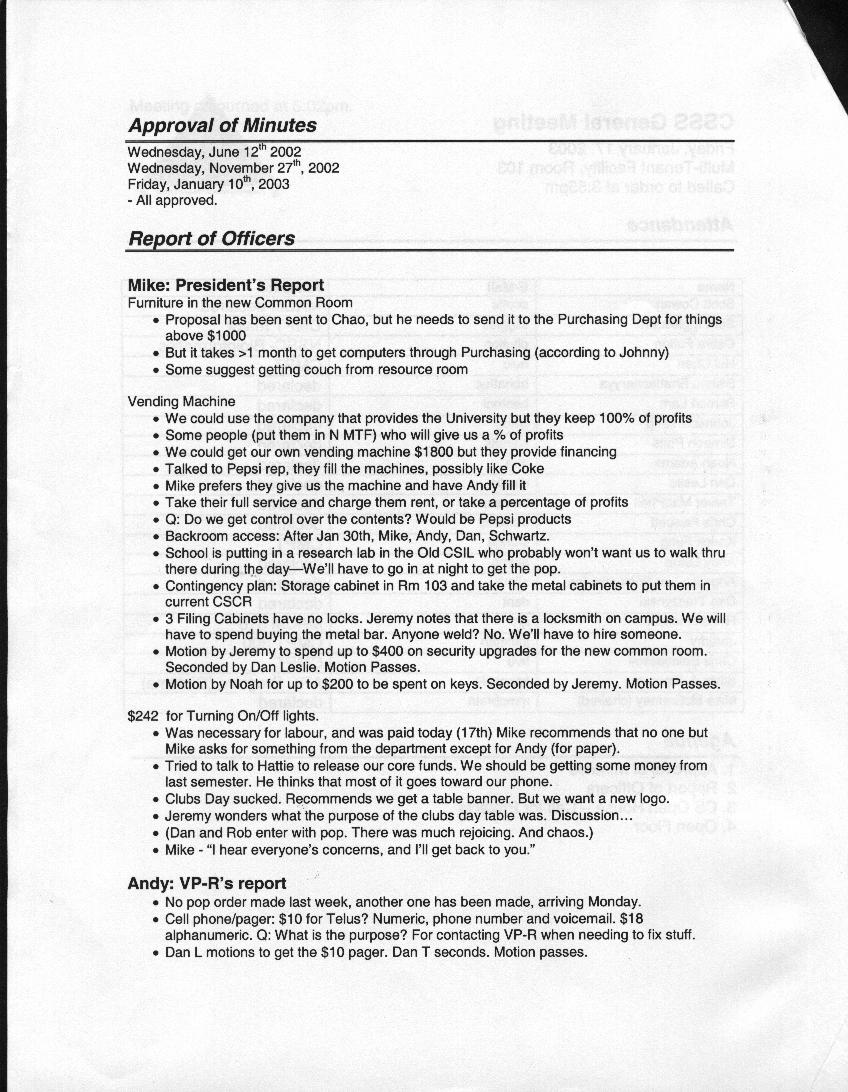 Meeting adjourned at 6:02pm.
Approval of Minutes
Wednesday, June 12th 2002
Wednesday, November 27th, 2002
Friday, January 10th, 2003
- All approved.
Report of Officers
Mike: President's Report
Furniture in the new Common Room
• Proposal has been sent to Chao, but he needs to send it to the Purchasing Dept for things
above $1000
• But it takes >1 month to get computers through Purchasing (according to Johnny)
• Some suggest getting couch from resource room
Vending Machine
• We could use the company that provides the University but they keep 100% of profits
• Some people (put them in N MTF) who will give us a % of profits
• We could get our own vending machine $1800 but they provide financing
• Talked to Pepsi rep, they fill the machines, possibly like Coke
• Mike prefers they give us the machine and have Andy fill it
• Take their full service and charge them rent, or take a percentage of profits
• Q: Do we get control over the contents? Would be Pepsi products
• Backroom access: After Jan 30th, Mike, Andy, Dan, Schwartz.
• School is putting in a research lab in the Old CSIL who probably won't want us to walk thru
there during the day—We'll have to go in at night to get the pop.
• Contingency plan: Storage cabinet in Rm 103 and take the metal cabinets to put them in
current CSCR
• 3 Filing Cabinets have no locks. Jeremy notes that there is a locksmith on campus. We will
have to spend buying the metal bar. Anyone weld? No. We'll have to hire someone.
• Motion by Jeremy to spend up to $400 on security upgrades for the new common room.
Seconded by Dan Leslie. Motion Passes.
• Motion by Noah for up to $200 to be spent on keys. Seconded by Jeremy. Motion Passes.
$242 for Turning On/Off lights.
• Was necessary for labour, and was paid today (17th) Mike recommends that no one but
Mike asks for something from the department except for Andy (for paper).
• Tried to talk to Hattie to release our core funds. We should be getting some money from
last semester. He thinks that most of it goes toward our phone.
• Clubs Day sucked. Recommends we get a table banner. But we want a new logo.
• Jeremy wonders what the purpose of the clubs day table was. Discussion...
• (Dan and Rob enter with pop. There was much rejoicing. And chaos.)
• Mike - "I hear everyone's concerns, and I'll get back to you."
Andy: VP-R's report
• No pop order made last week, another one has been made, arriving Monday.
• Cell phone/pager: $10 for Telus? Numeric, phone number and voicemail. $18
alphanumeric. Q: What is the purpose? For contacting VP-R when needing to fix stuff.
• Dan L motions to get the $10 pager. Dan T seconds. Motion passes.